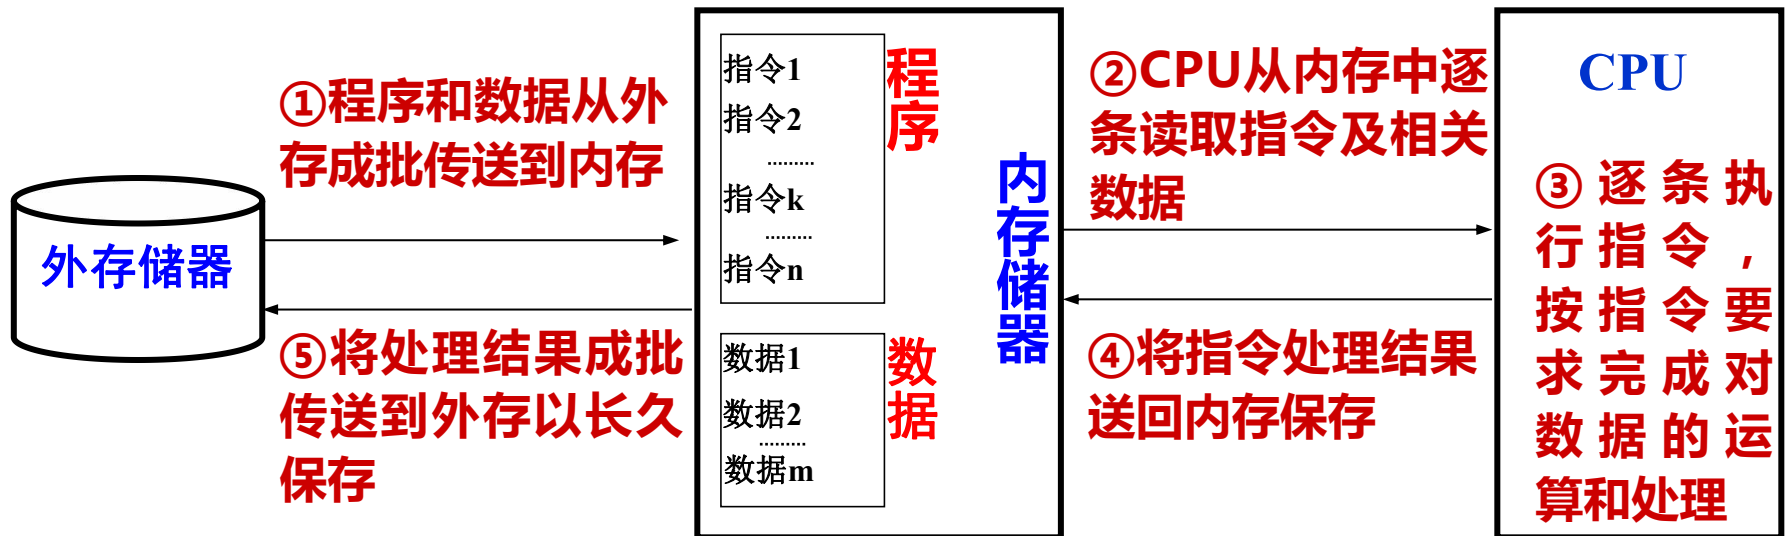 外存储器
①程序和数据从外
存成批传送到内存
⑤将处理结果成批
传送到外存以长久
保存
指令1
指令2
.........
指令k
.........
指令n
程序
数据1
数据2
.........
数据m
数据
内存储器
②CPU从内存中逐
条读取指令及相关
数据
④将指令处理结果
送回内存保存
CPU
③逐条执
行指令，
按指令要
求完成对
数据的运
算和处理